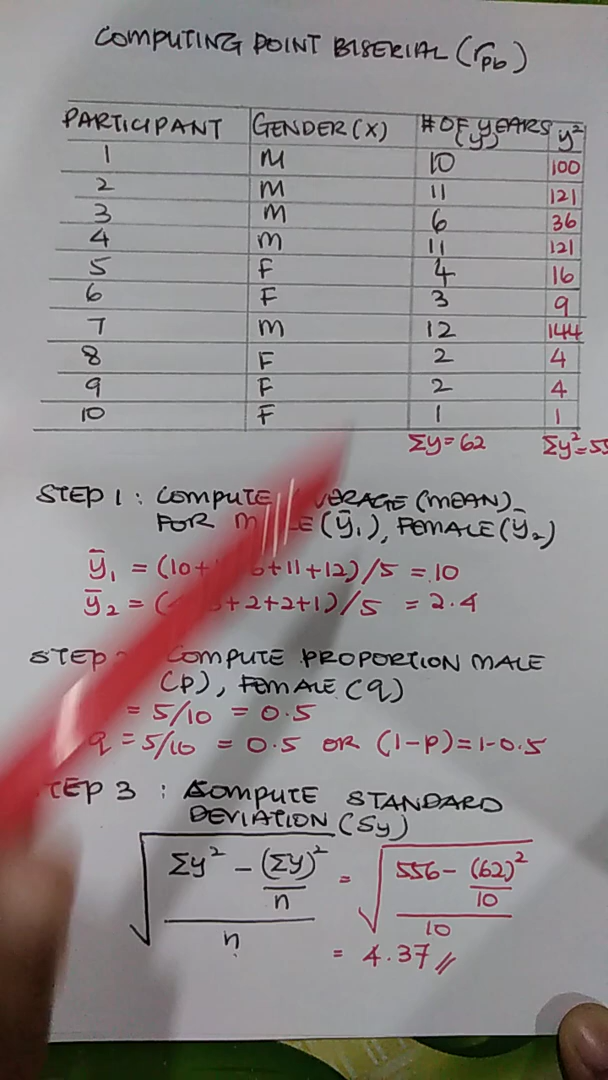 COMPUTING POINT BISERIAL (rpb)
PARTICIPANT GENDER (X) # OF YEARS (y) y²
1 M 10 100
2 M 11 121
3 M 6 36
4 M 11 121
5 F 4 16
6 F 3 9
7 M 12 144
8 F 2 4
9 F 2 4
10 F 1 1
Σy = 62 Σy² = 55
STEP 1 : COMPUTE (MEAN)
FOR (ȳ₁), FEMALE (ȳ₂)
ȳ₁ = (10+ +11+12)/5 = 10
ȳ₂ = ( +2+2+1)/5 = 2.4
STEP COMPUTE PROPORTION MALE
(P), FEMALE (q)
= 5/10 = 0.5
q = 5/10 = 0.5 OR (1-P) = 1-0.5
STEP 3 : COMPUTE STANDARD
DEVIATION (Sy)
√((Σy² - (Σy)²/n)/n) = √((556 - (62)²/10)/10)
= 4.37 //